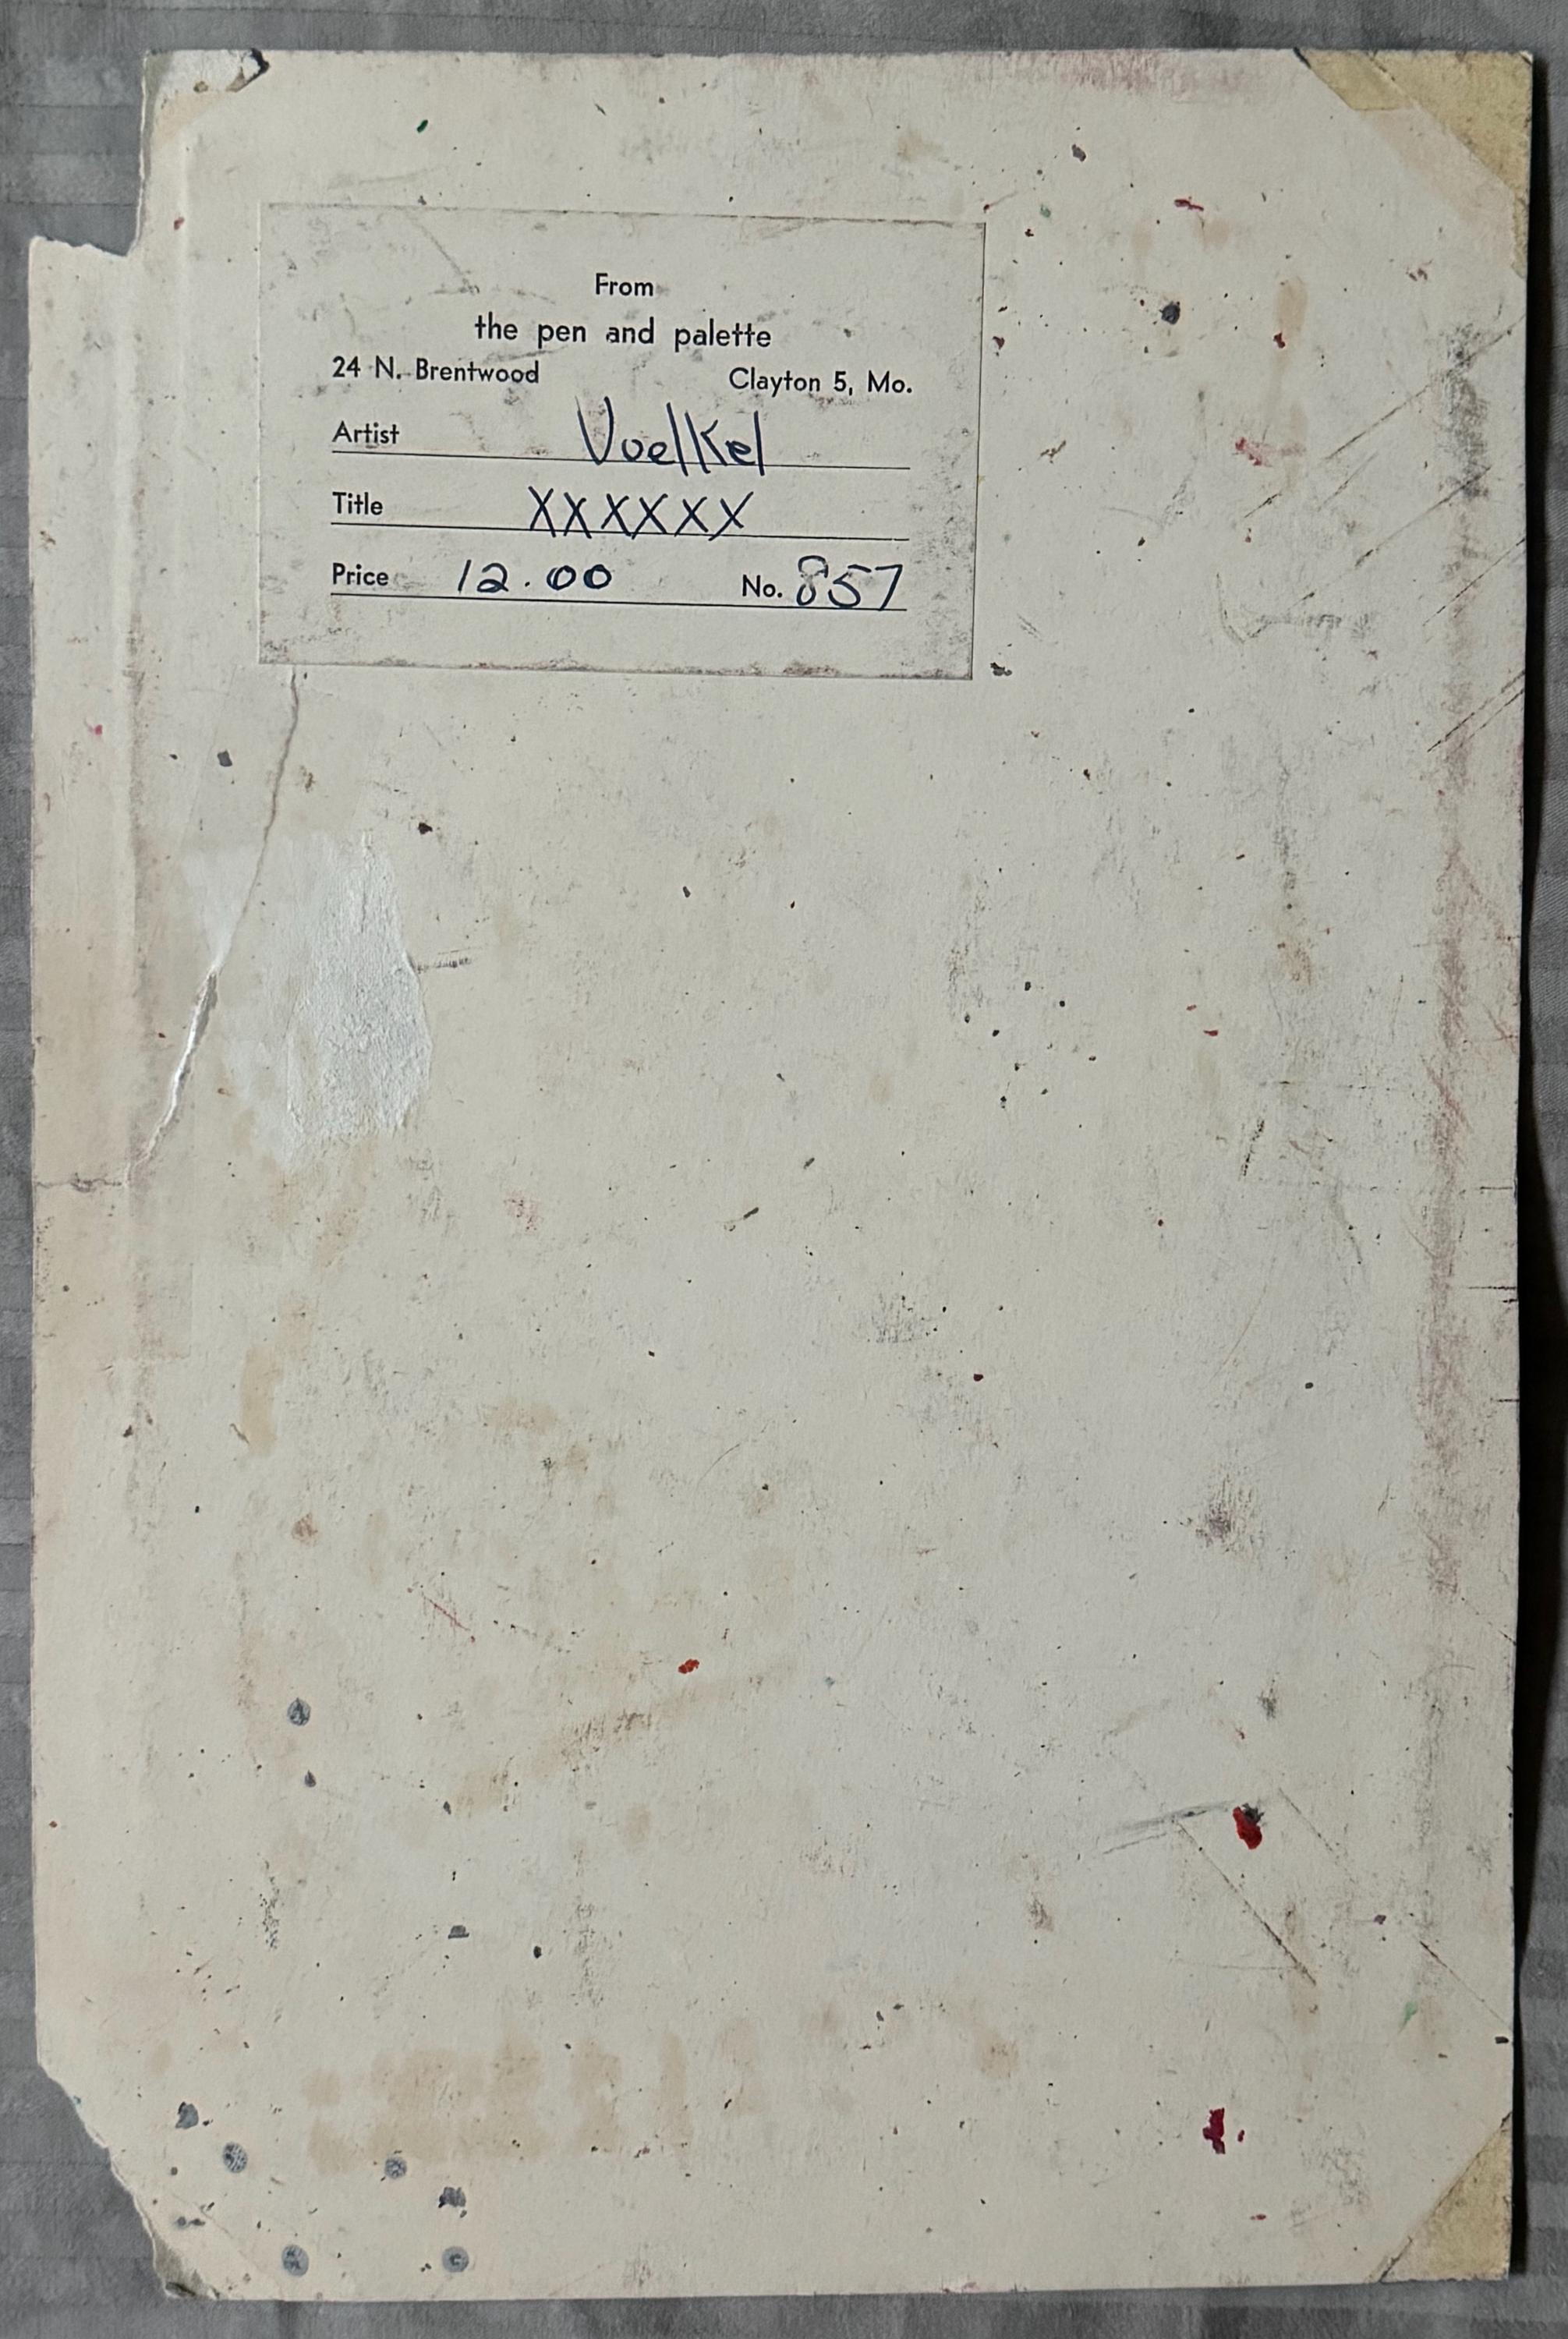 From
the pen and palette
24 N. Brentwood Clayton 5, Mo.
Artist Voelkel
Title XXXXXX
Price 12.00 No. 857